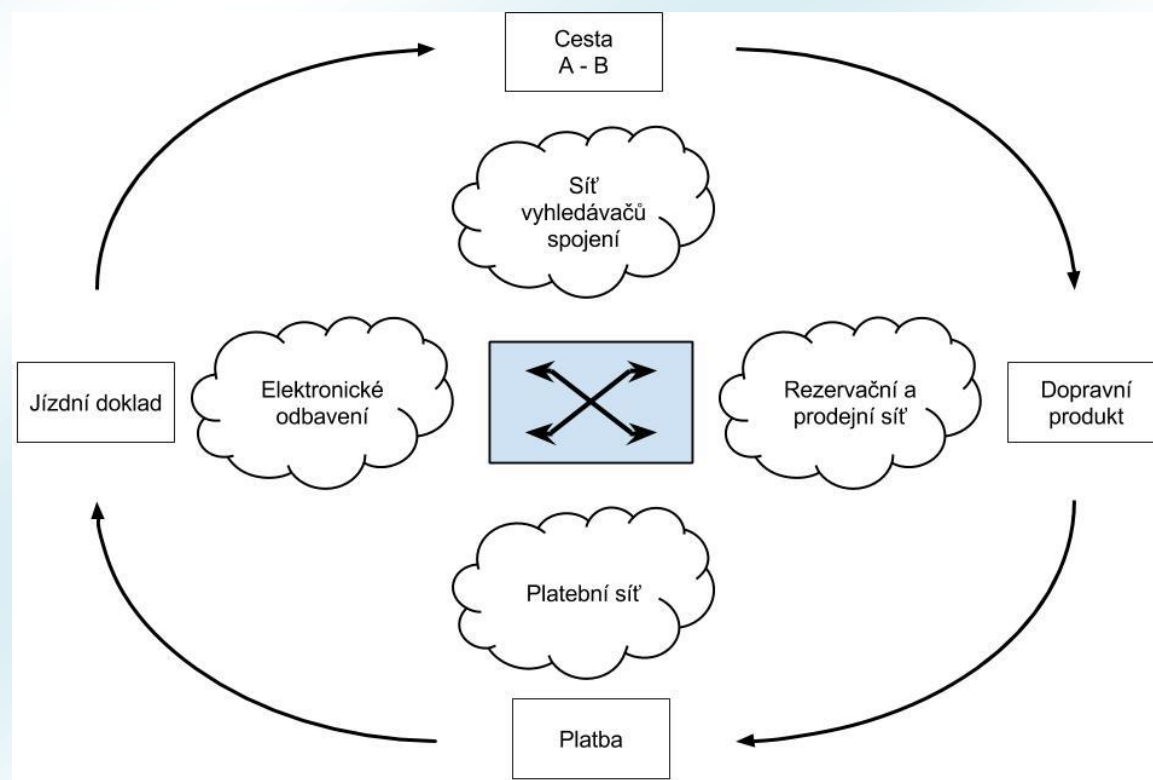 Cesta
A - B
Síť
vyhledávačů
spojení
Jízdní doklad
Elektronické
odbavení
Rezervační a
prodejní síť
Dopravní
produkt
Platební síť
Platba